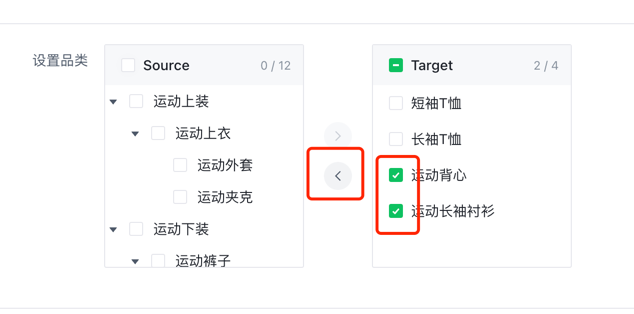 设置品类
Source 0 / 12
运动上装
运动上衣
运动外套
运动夹克
运动下装
运动裤子
Target 2 / 4
短袖T恤
长袖T恤
运动背心
运动长袖衬衫